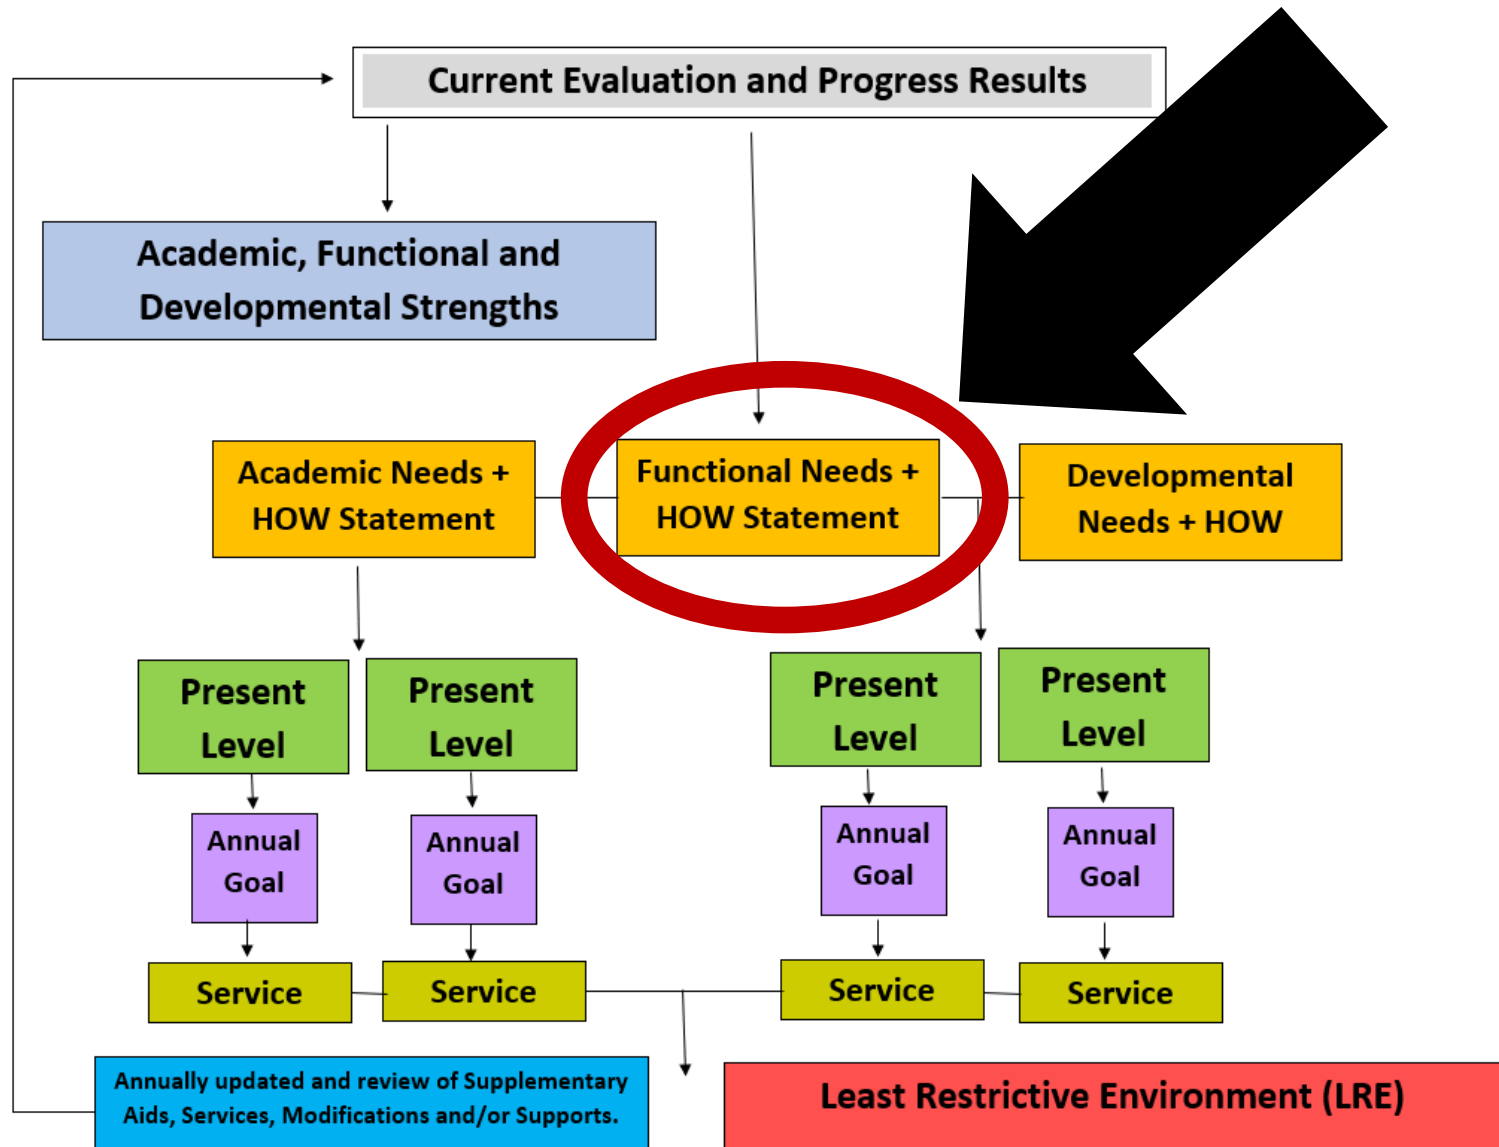 Current Evaluation and Progress Results
Academic, Functional and
Developmental Strengths
Academic Needs +
HOW Statement
Functional Needs +
HOW Statement
Developmental
Needs + HOW
Present
Level
Present
Level
Present
Level
Present
Level
Annual
Goal
Annual
Goal
Annual
Goal
Annual
Goal
Service
Service
Service
Service
Annually updated and review of Supplementary
Aids, Services, Modifications and/or Supports.
Least Restrictive Environment (LRE)